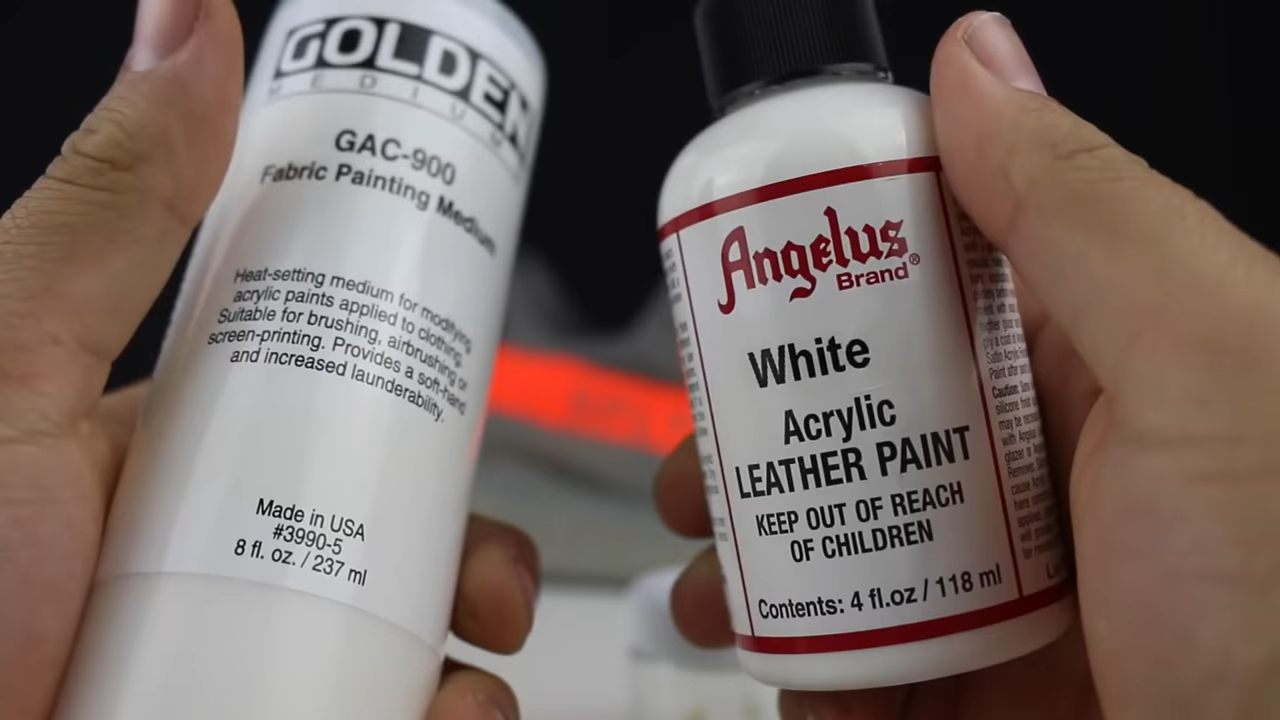 GOLDEN
MEDIUM
GAC-900
Fabric Painting Medium
Heat-setting medium for modifying
acrylic paints applied to clothing.
Suitable for brushing, airbrushing or
screen-printing. Provides a soft-hand
and increased launderability.
Made in USA
#3990-5
8 fl. oz. / 237 ml
Angelus®
Brand
White
Acrylic
LEATHER PAINT
KEEP OUT OF REACH
OF CHILDREN
Contents: 4 fl.oz / 118 ml